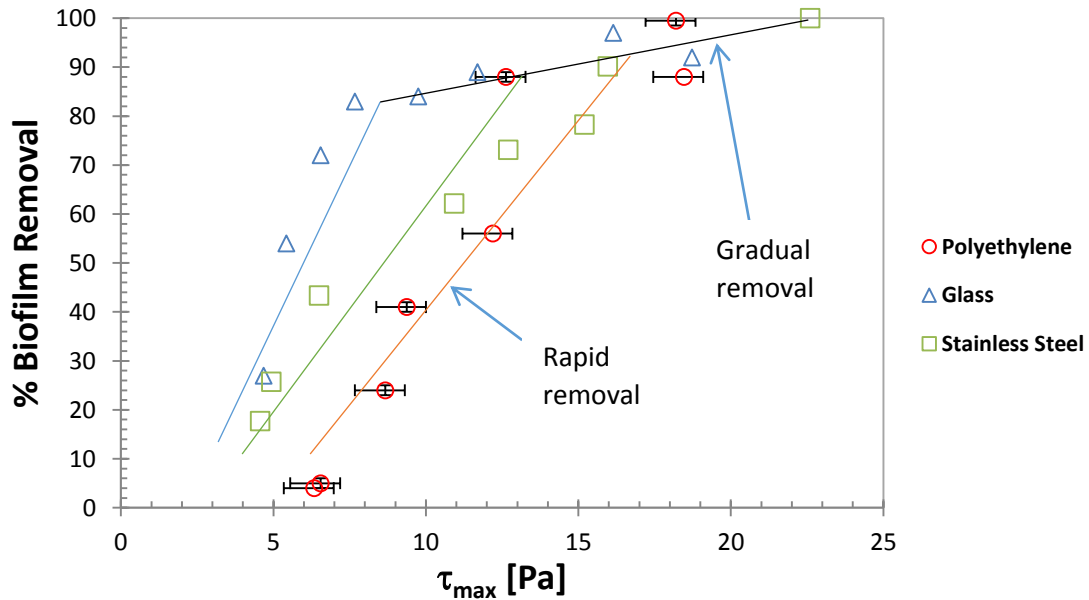 % Biofilm Removal
100
90
80
70
60
50
40
30
20
10
0
0
5
10
15
20
25
τmax [Pa]
Gradual
removal
Rapid
removal
Polyethylene
Glass
Stainless Steel